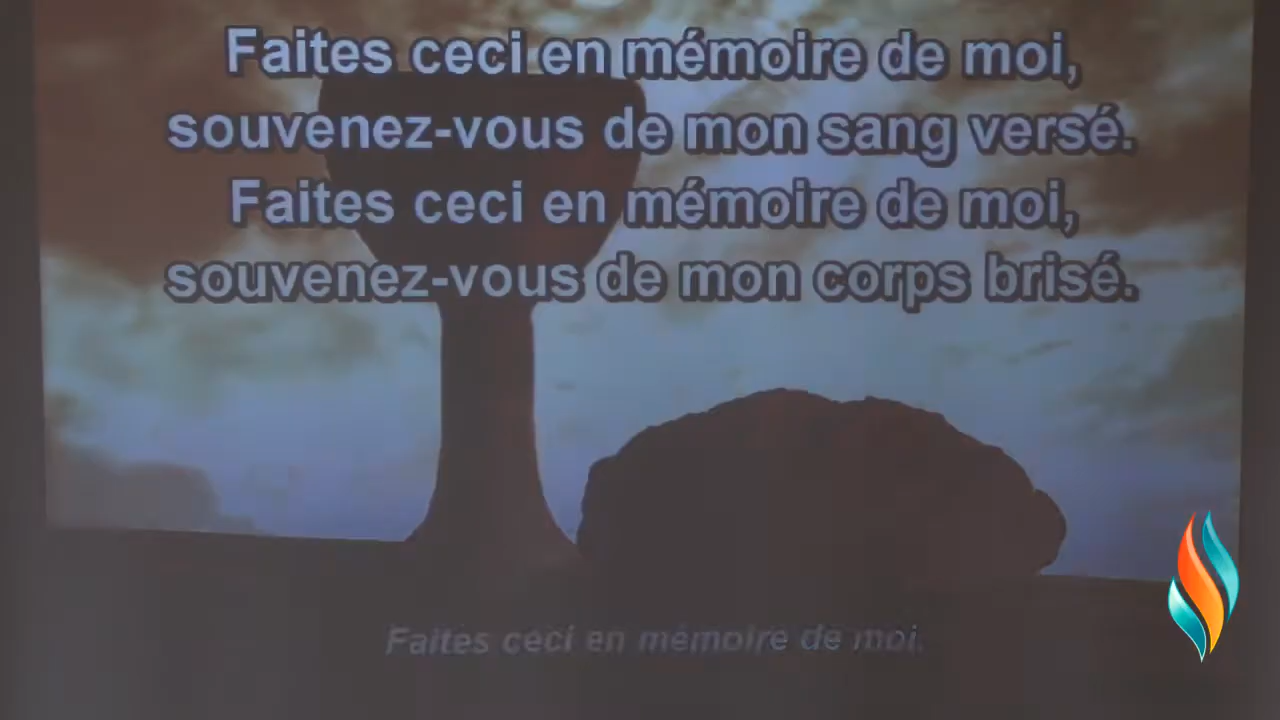 Faites ceci en mémoire de moi,
souvenez-vous de mon sang versé.
Faites ceci en mémoire de moi,
souvenez-vous de mon corps brisé.
Faites ceci en mémoire de moi.